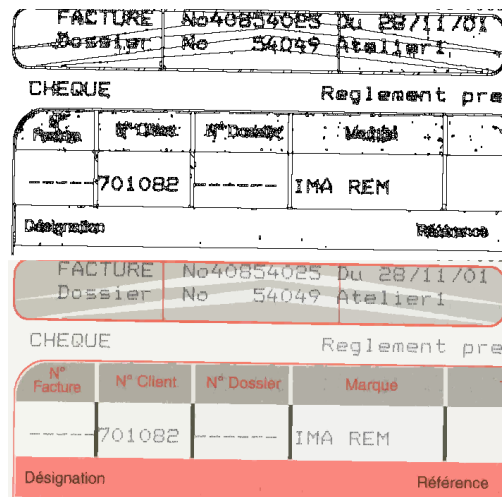 FACTURE No40854025 Du 28/11/01
Dossier No 54049 Atelier1
CHEQUE Reglement pre
N° Facture N° Client N° Dossier Marque
------ 701082 ------ IMA REM
Désignation Référence
FACTURE No40854025 Du 28/11/01
Dossier No 54049 Atelier1
CHEQUE Reglement pre
N° Facture N° Client N° Dossier Marque
------ 701082 ------ IMA REM
Désignation Référence